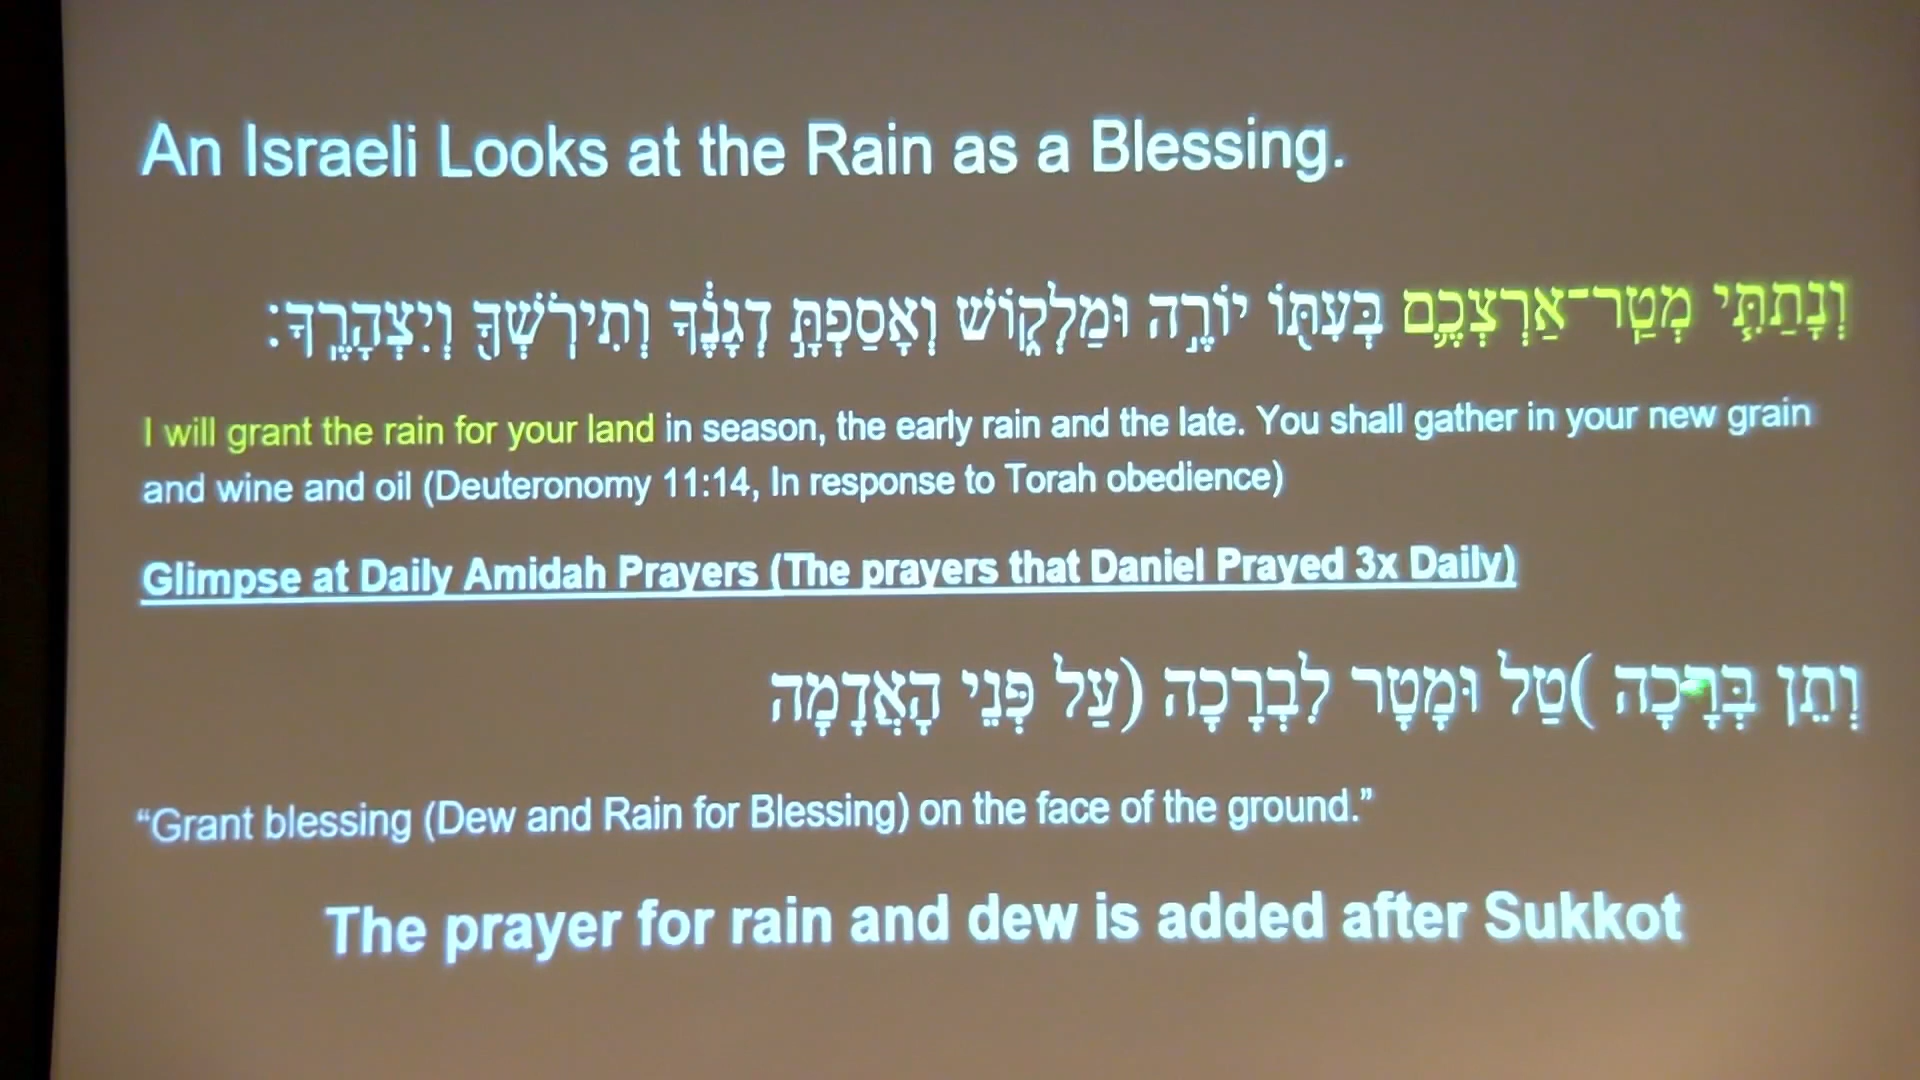 An Israeli Looks at the Rain as a Blessing.
וְנָתַתִּ֧י מְטַֽר־אַרְצְכֶ֛ם בְּעִתּ֖וֹ יוֹרֶ֣ה וּמַלְק֑וֹשׁ וְאָסַפְתָּ֣ דְגָנֶ֔ךָ וְתִירֹֽשְׁךָ֖ וְיִצְהָרֶֽךָ׃
I will grant the rain for your land in season, the early rain and the late. You shall gather in your new grain
and wine and oil (Deuteronomy 11:14, In response to Torah obedience)
Glimpse at Daily Amidah Prayers (The prayers that Daniel Prayed 3x Daily)
וְתֵן בְּרָכָה )טַל וּמָטָר לִבְרָכָה (עַל פְּנֵי הָאֲדָמָה
“Grant blessing (Dew and Rain for Blessing) on the face of the ground.”
The prayer for rain and dew is added after Sukkot